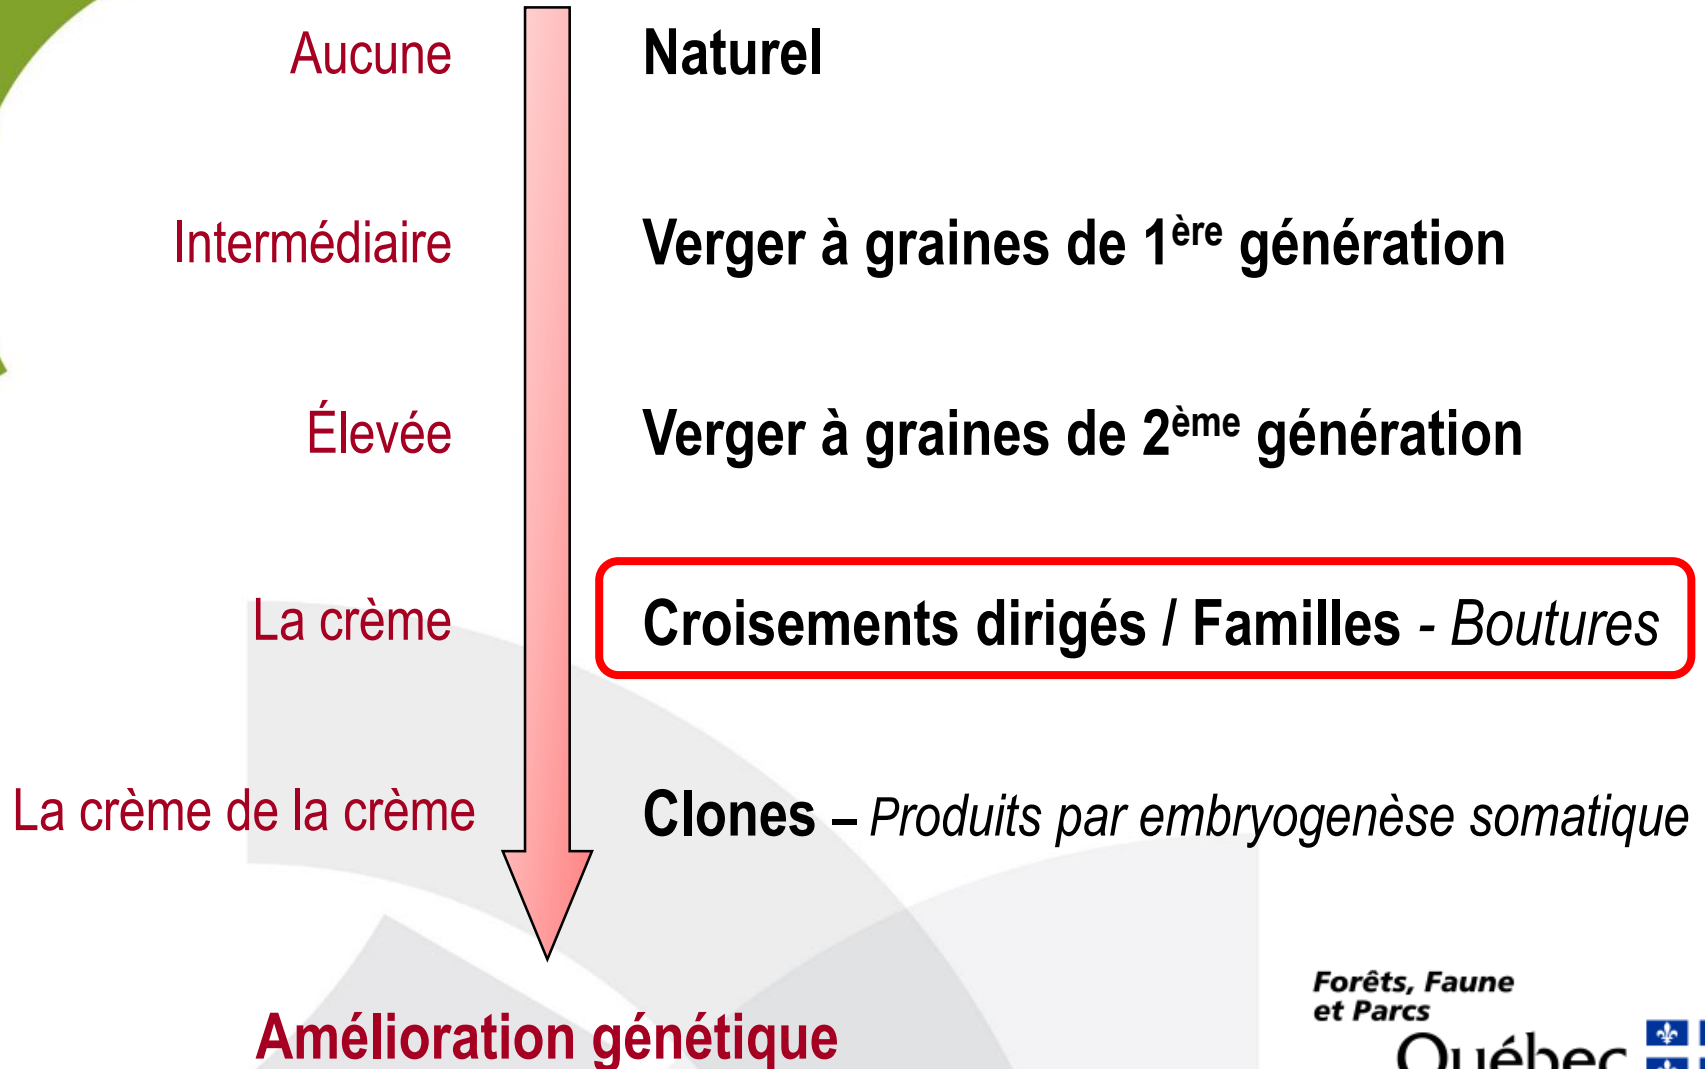 Aucune Naturel
Intermédiaire Verger à graines de 1ère génération
Élevée Verger à graines de 2ème génération
La crème Croisements dirigés / Familles - Boutures
La crème de la crème Clones – Produits par embryogenèse somatique
Amélioration génétique
Forêts, Faune
et Parcs
Québec